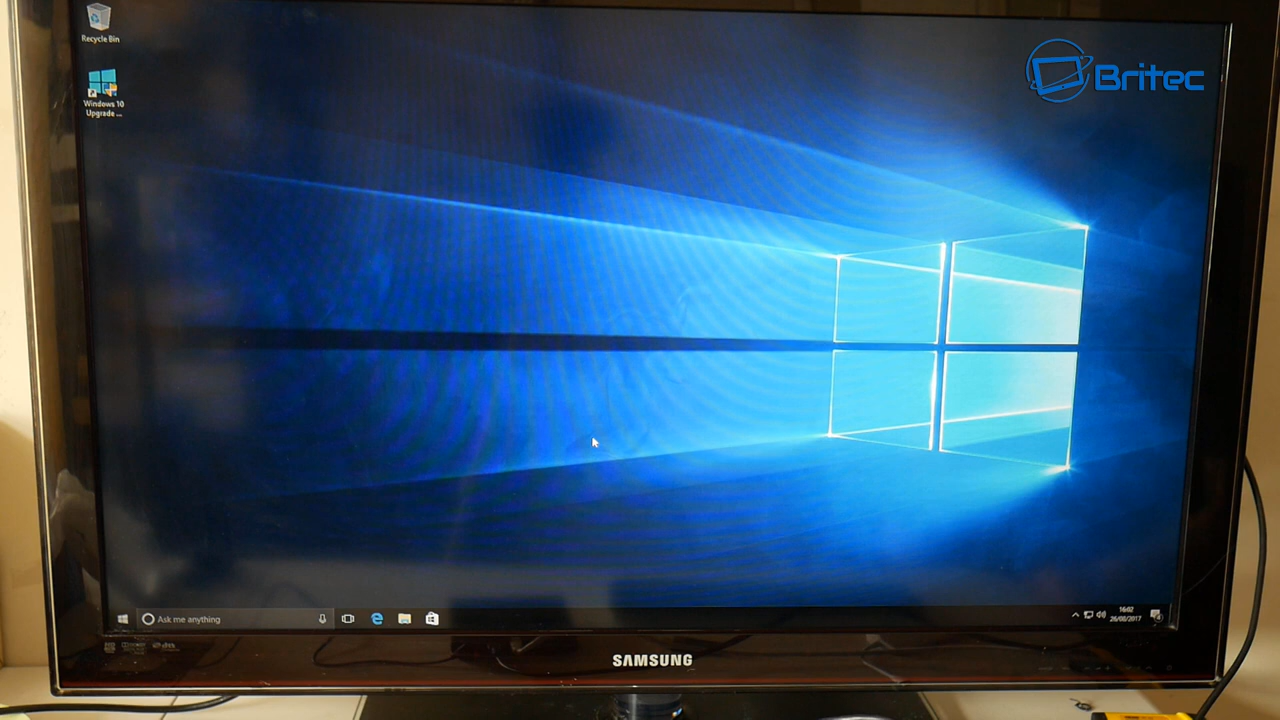 Recycle Bin
Britec
Windows 10
Upgrade ...
Ask me anything
16:02
26/08/2017
SAMSUNG